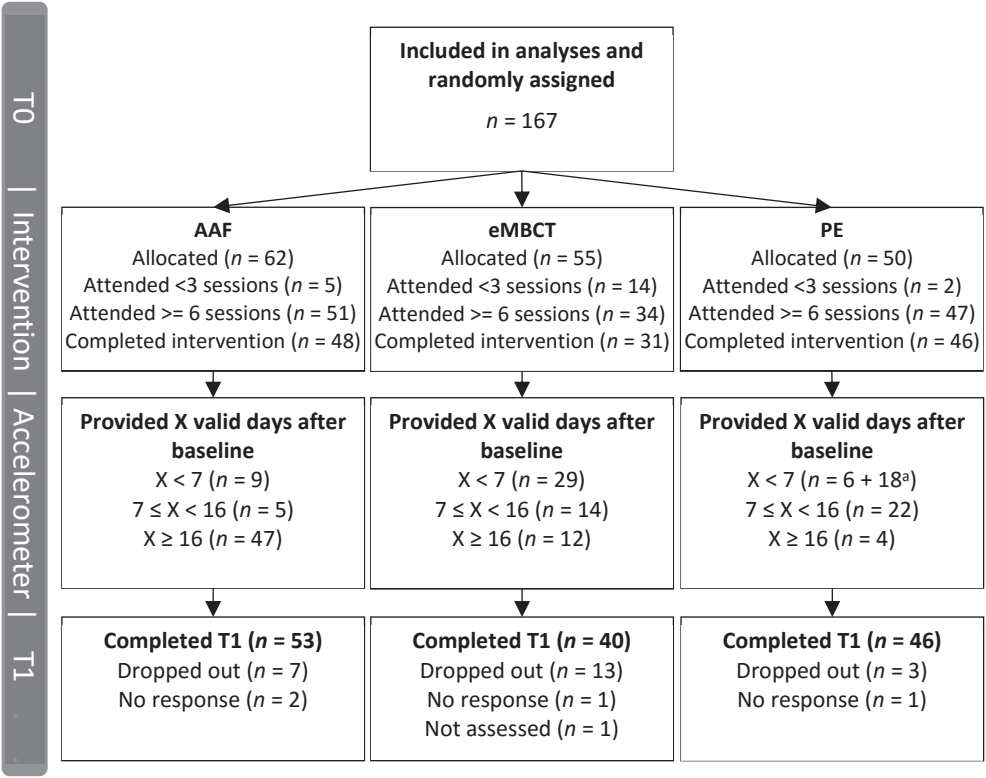 T0 | Intervention | Accelerometer | T1
Included in analyses and
randomly assigned
n = 167
AAF
Allocated (n = 62)
Attended <3 sessions (n = 5)
Attended >= 6 sessions (n = 51)
Completed intervention (n = 48)
eMBCT
Allocated (n = 55)
Attended <3 sessions (n = 14)
Attended >= 6 sessions (n = 34)
Completed intervention (n = 31)
PE
Allocated (n = 50)
Attended <3 sessions (n = 2)
Attended >= 6 sessions (n = 47)
Completed intervention (n = 46)
Provided X valid days after
baseline
X < 7 (n = 9)
7 ≤ X < 16 (n = 5)
X ≥ 16 (n = 47)
Provided X valid days after
baseline
X < 7 (n = 29)
7 ≤ X < 16 (n = 14)
X ≥ 16 (n = 12)
Provided X valid days after
baseline
X < 7 (n = 6 + 18ᵃ)
7 ≤ X < 16 (n = 22)
X ≥ 16 (n = 4)
Completed T1 (n = 53)
Dropped out (n = 7)
No response (n = 2)
Completed T1 (n = 40)
Dropped out (n = 13)
No response (n = 1)
Not assessed (n = 1)
Completed T1 (n = 46)
Dropped out (n = 3)
No response (n = 1)